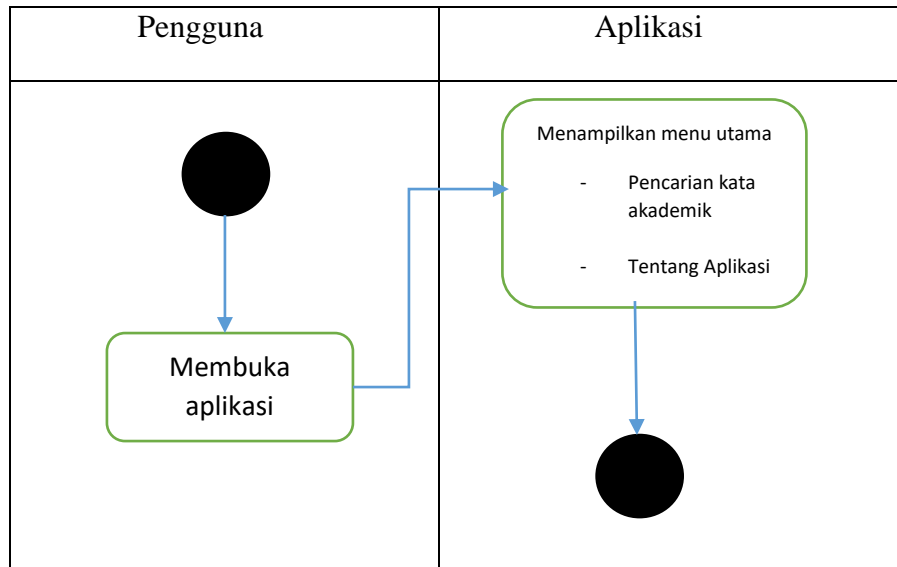 Pengguna
Aplikasi
Membuka
aplikasi
Menampilkan menu utama
- Pencarian kata
akademik
- Tentang Aplikasi